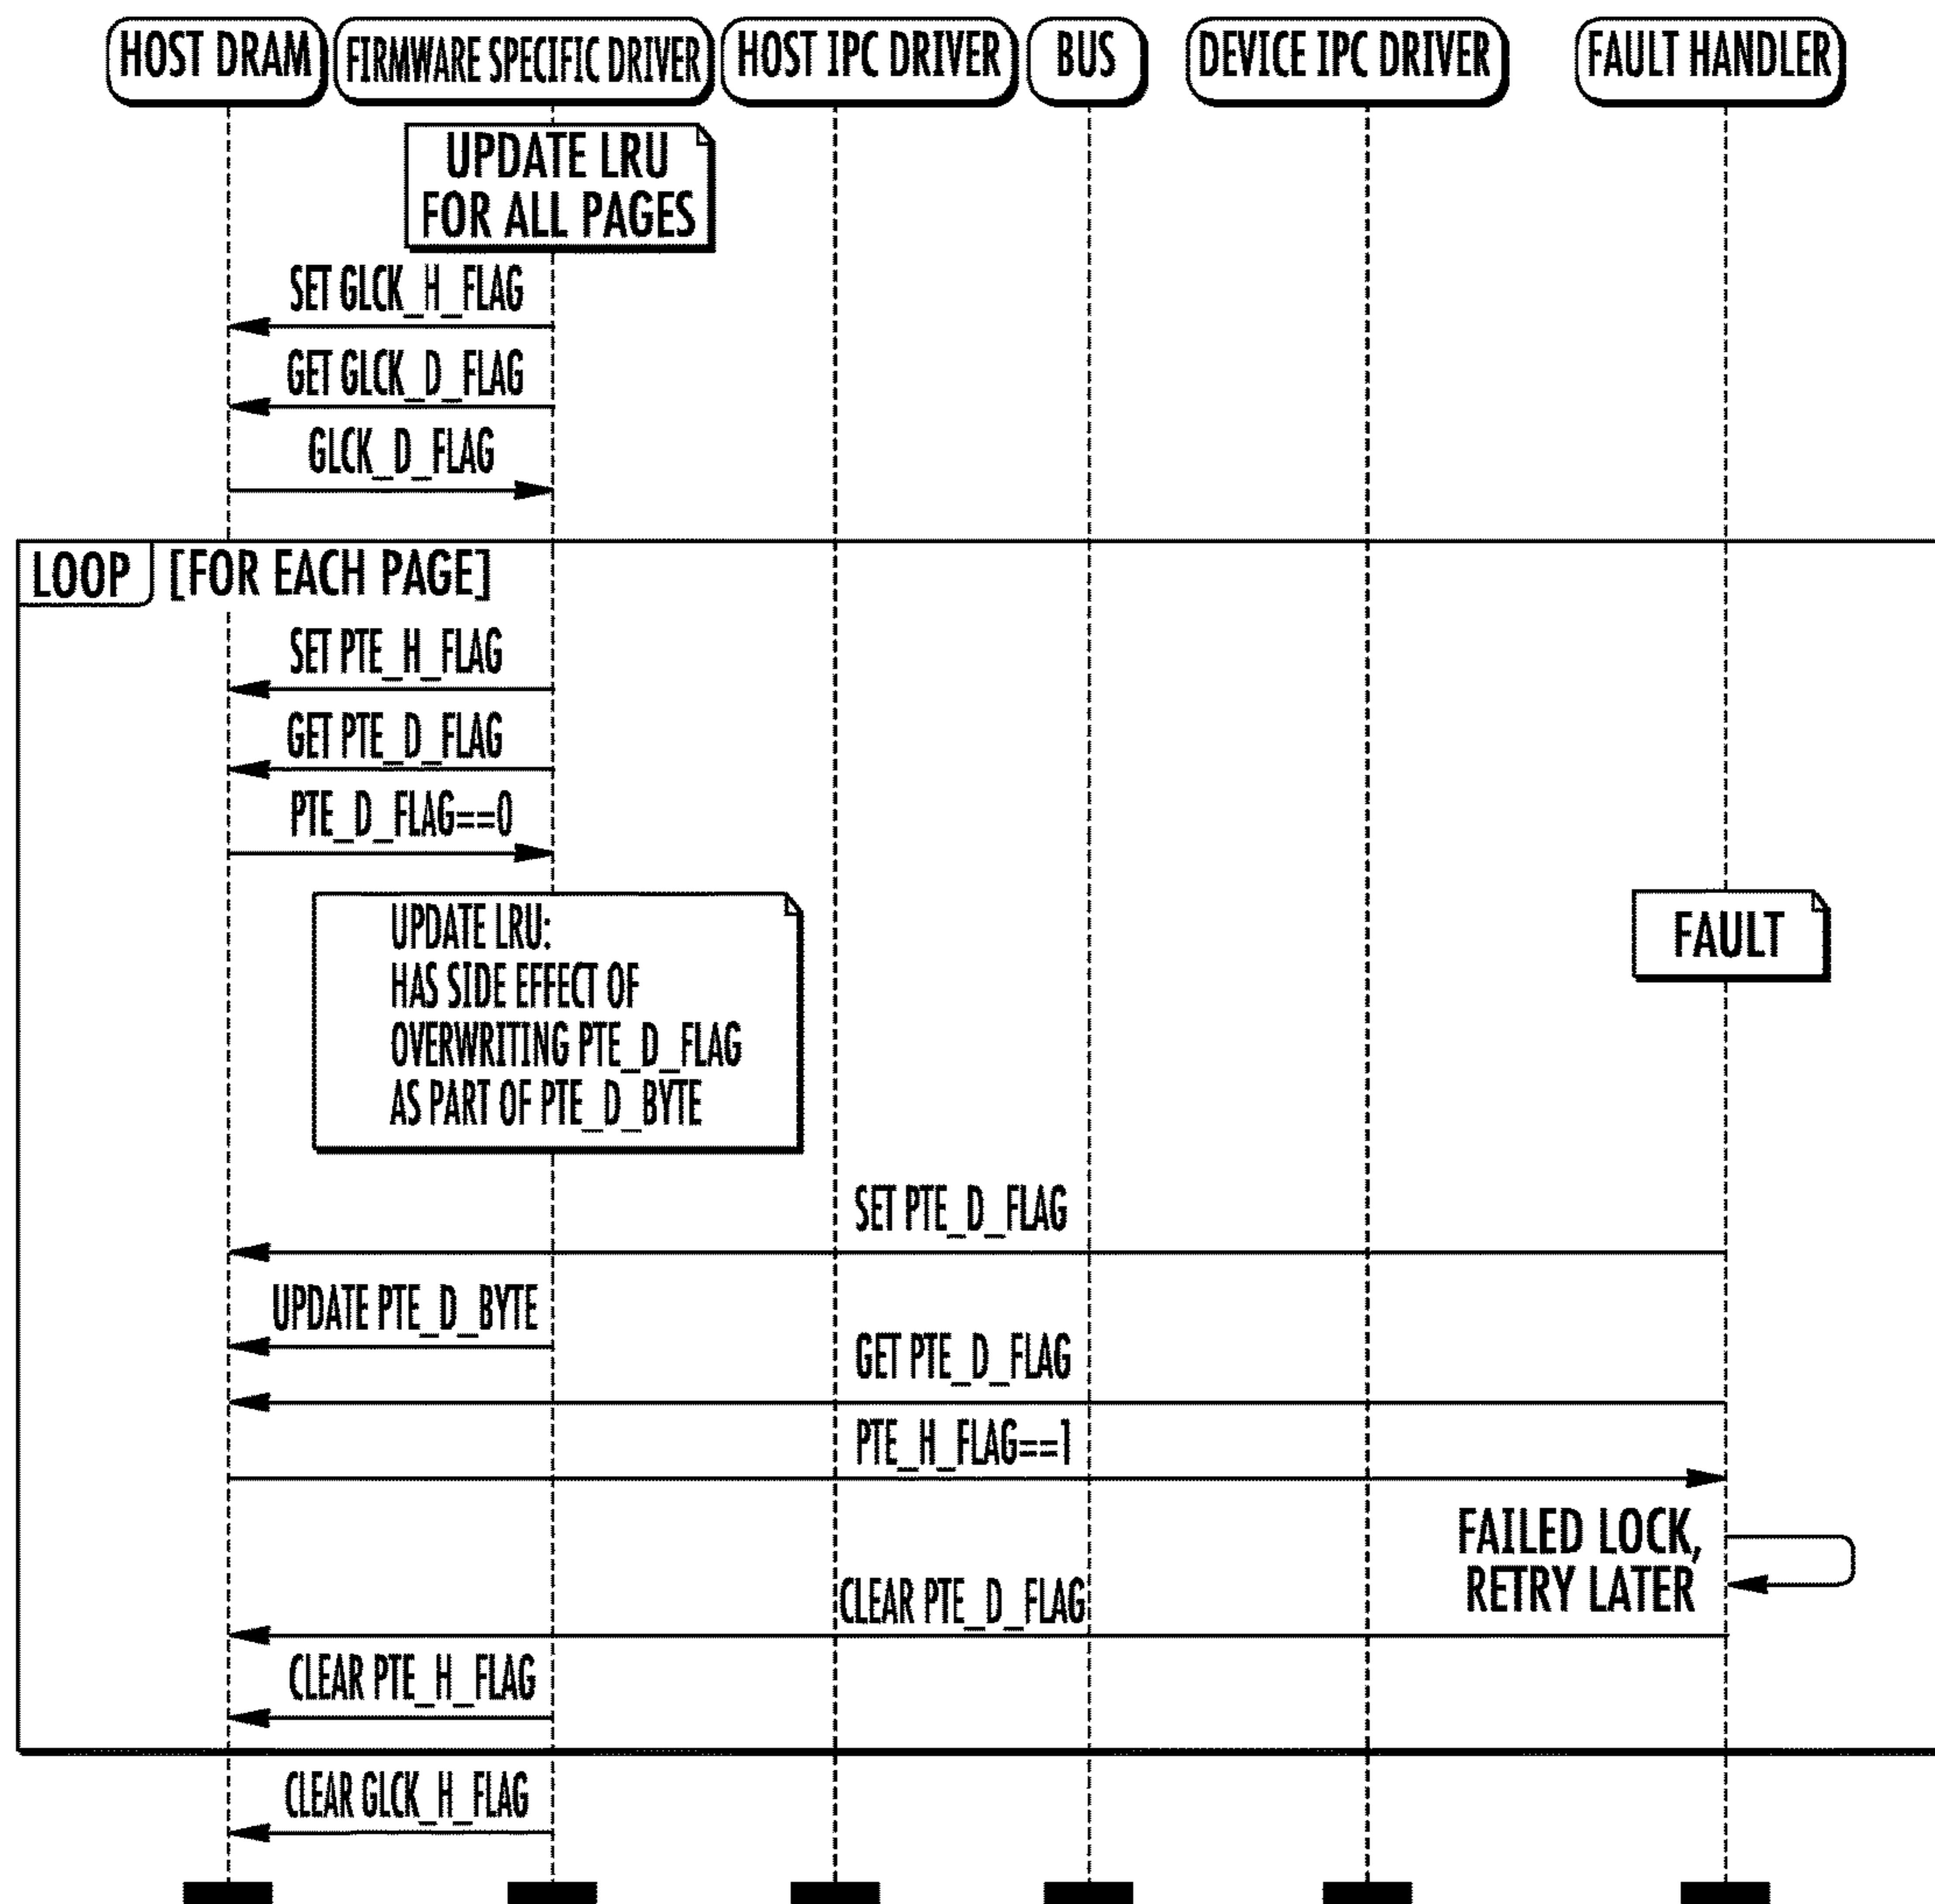 HOST DRAM
FIRMWARE SPECIFIC DRIVER
HOST IPC DRIVER
BUS
DEVICE IPC DRIVER
FAULT HANDLER
UPDATE LRU
FOR ALL PAGES
SET GLCK_H_FLAG
GET GLCK_D_FLAG
GLCK_D_FLAG
LOOP
[FOR EACH PAGE]
SET PTE_H_FLAG
GET PTE_D_FLAG
PTE_D_FLAG==0
UPDATE LRU:
HAS SIDE EFFECT OF
OVERWRITING PTE_D_FLAG
AS PART OF PTE_D_BYTE
FAULT
SET PTE_D_FLAG
UPDATE PTE_D_BYTE
GET PTE_D_FLAG
PTE_H_FLAG==1
FAILED LOCK,
RETRY LATER
CLEAR PTE_D_FLAG
CLEAR PTE_H_FLAG
CLEAR GLCK_H_FLAG